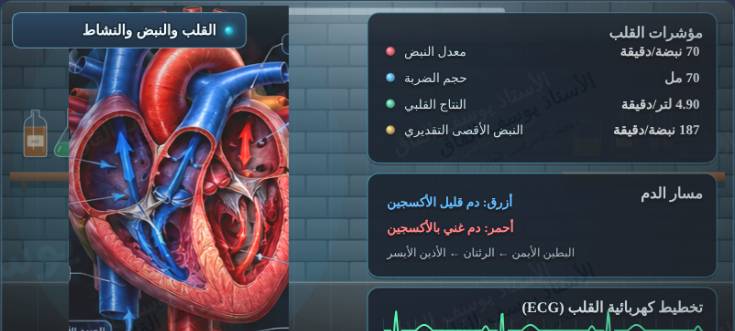 القلب والنبض والنشاط
مؤشرات القلب
معدل النبض 70 نبضة/دقيقة
حجم الضربة 70 مل
النتاج القلبي 4.90 لتر/دقيقة
النبض الأقصى التقديري 187 نبضة/دقيقة
مسار الدم
أزرق: دم قليل الأكسجين
أحمر: دم غني بالأكسجين
البطين الأيمن ← الرئتان ← الأذين الأيسر
تخطيط كهربائية القلب (ECG)
الأستاذ يوسف